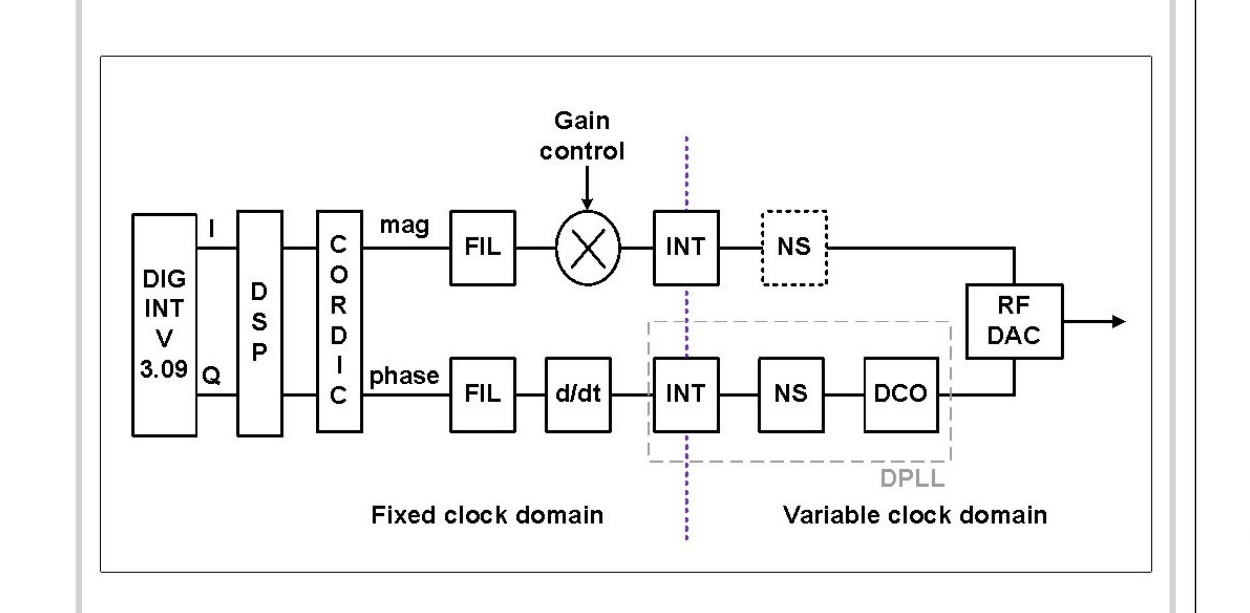 Gain
control
I
mag
DIG
INT
V
3.09
D
S
P
C
O
R
D
I
C
FIL
INT
NS
RF
DAC
Q
phase
FIL
d/dt
INT
NS
DCO
DPLL
Fixed clock domain
Variable clock domain